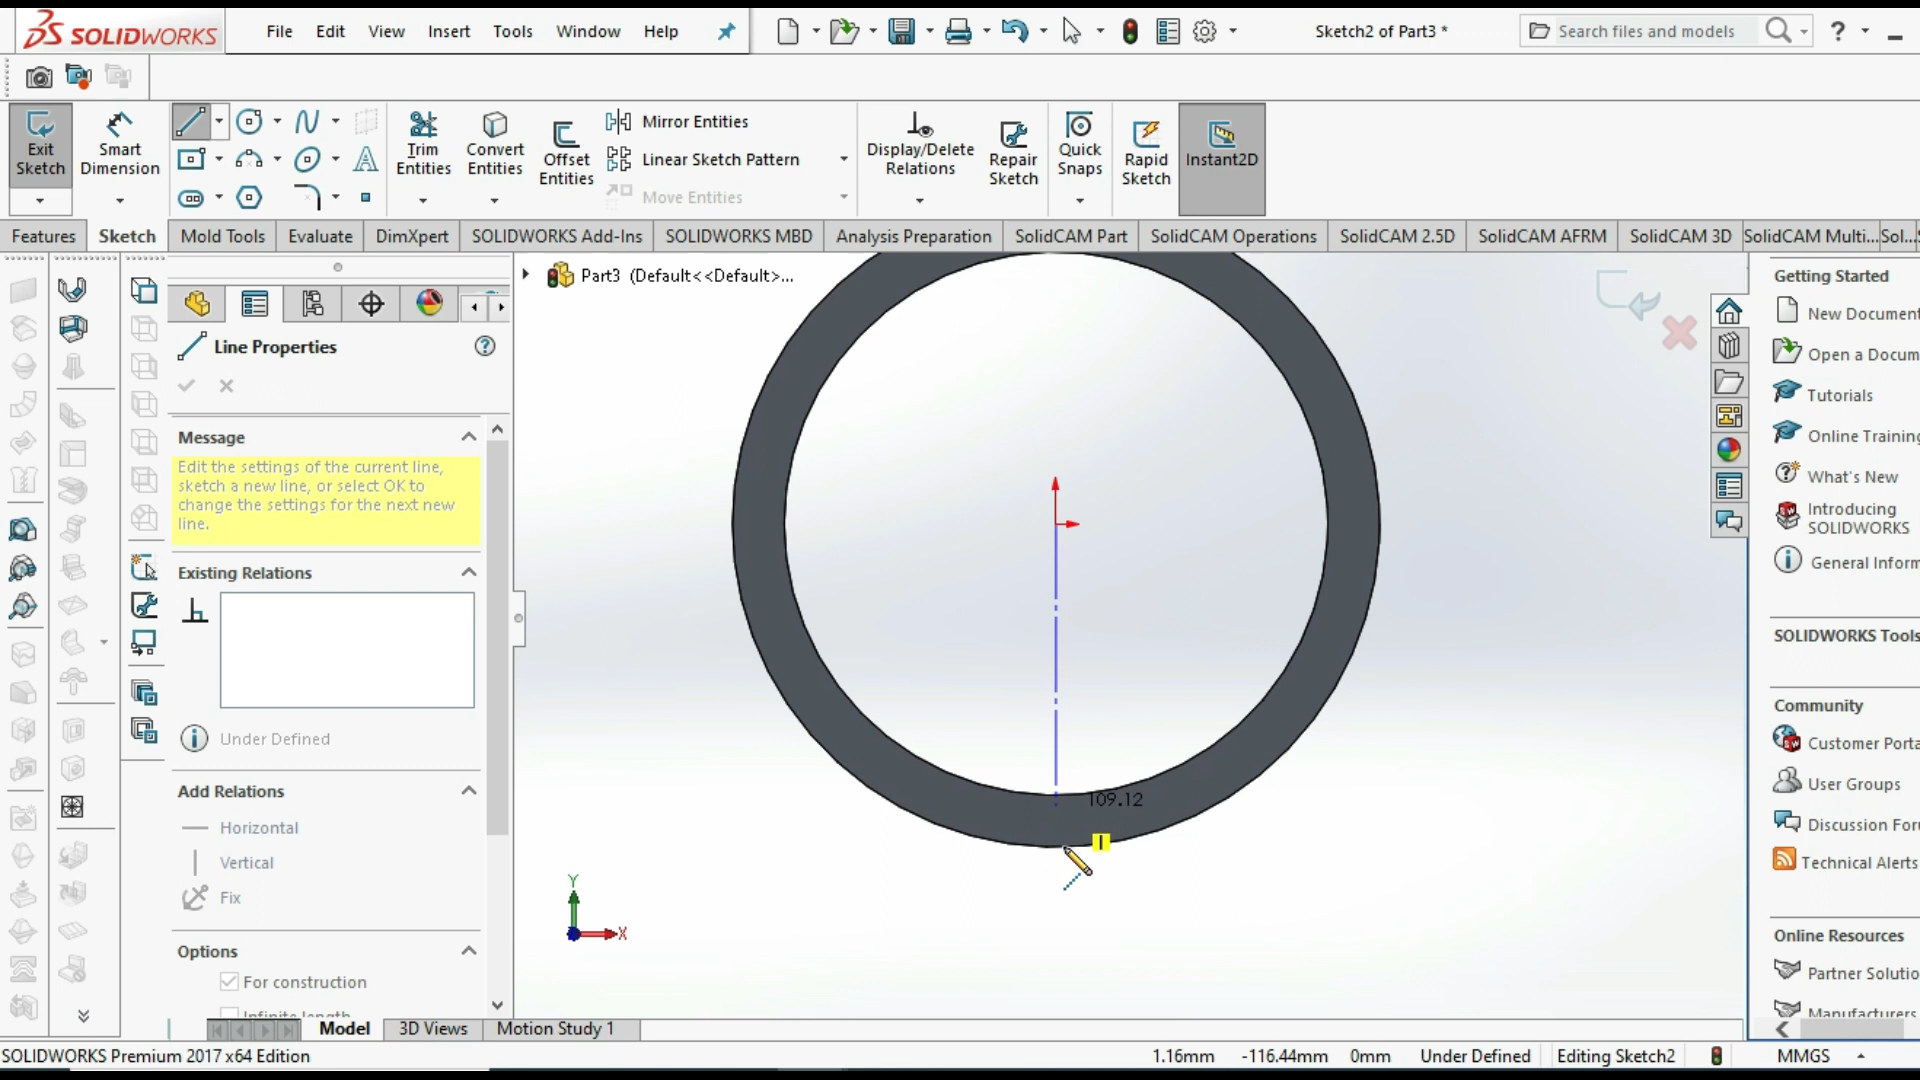 SOLIDWORKS File Edit View Insert Tools Window Help Sketch2 of Part3 * Search files and models ?
Exit Sketch
Smart Dimension
Trim Entities
Convert Entities
Offset Entities
Mirror Entities
Linear Sketch Pattern
Move Entities
Display/Delete Relations
Repair Sketch
Quick Snaps
Rapid Sketch
Instant2D
Features Sketch Mold Tools Evaluate DimXpert SOLIDWORKS Add-Ins SOLIDWORKS MBD Analysis Preparation SolidCAM Part SolidCAM Operations SolidCAM 2.5D SolidCAM AFRM SolidCAM 3D SolidCAM Multi... Sol...
Part3 (Default<<Default>...
Line Properties
Message
Edit the settings of the current line,
sketch a new line, or select OK to
change the settings for the next new
line.
Existing Relations
Under Defined
Add Relations
Horizontal
Vertical
Fix
Options
For construction
Infinite length
109.12
Y
X
Getting Started
New Document
Open a Docum
Tutorials
Online Training
What's New
Introducing
SOLIDWORKS
General Inform
SOLIDWORKS Tools
Community
Customer Porta
User Groups
Discussion Foru
Technical Alerts
Online Resources
Partner Solutio
Manufacturers
Model 3D Views Motion Study 1
SOLIDWORKS Premium 2017 x64 Edition 1.16mm -116.44mm 0mm Under Defined Editing Sketch2 MMGS